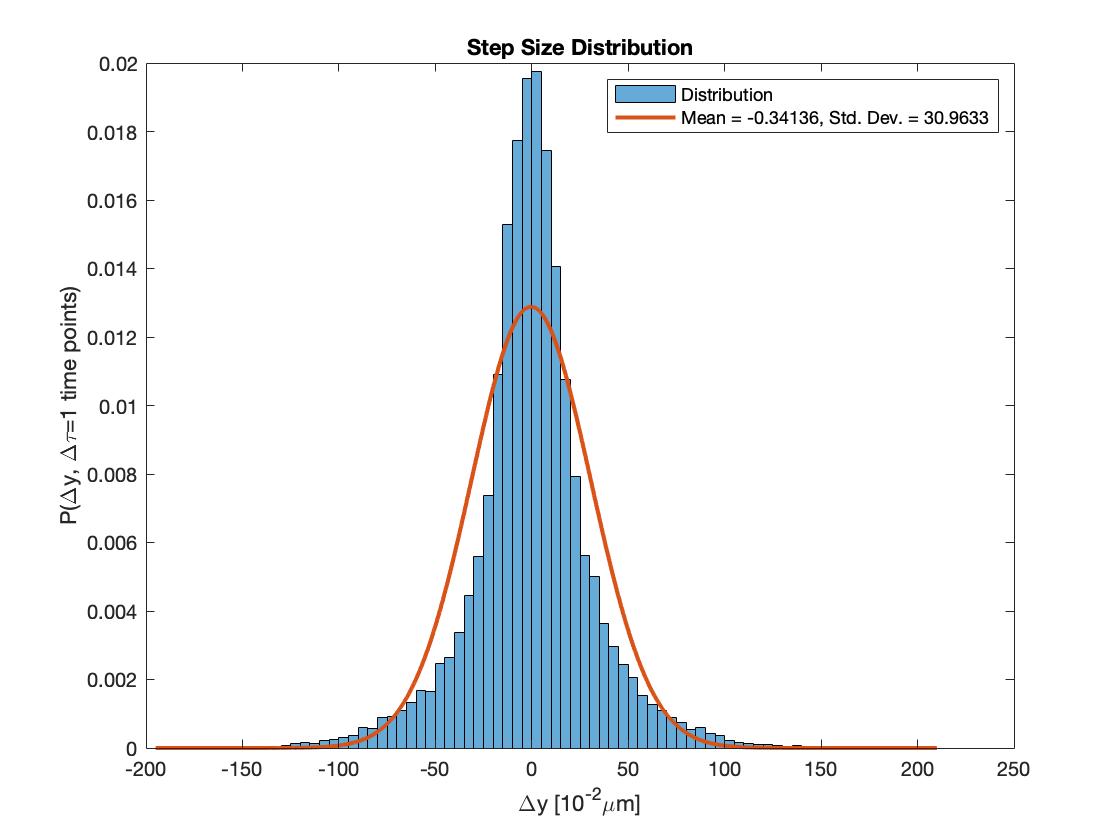 Step Size Distribution
Distribution
Mean = -0.34136, Std. Dev. = 30.9633
0.02
0.018
0.016
0.014
0.012
0.01
0.008
0.006
0.004
0.002
0
P(Δy, Δτ=1 time points)
-200 -150 -100 -50 0 50 100 150 200 250
Δy [10⁻²μm]